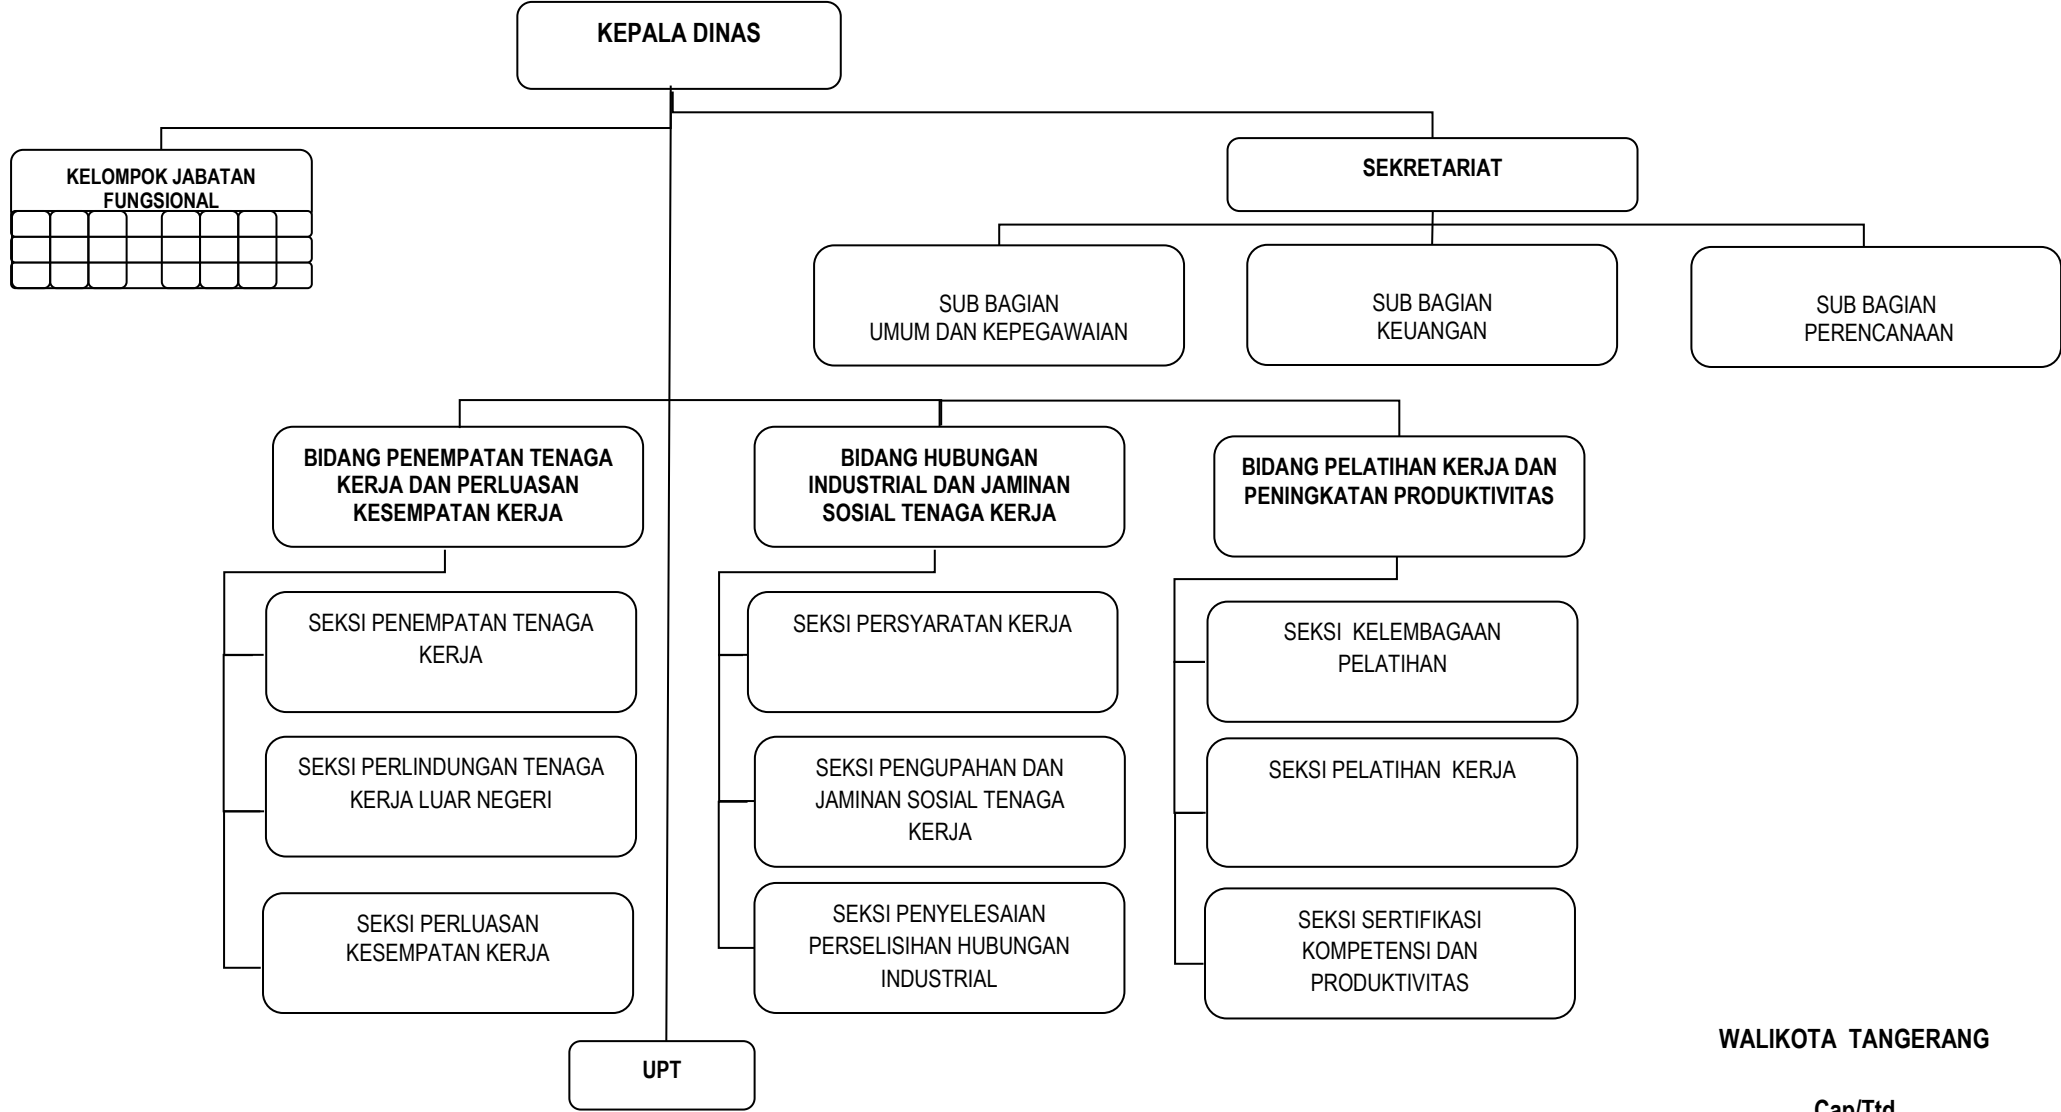 KEPALA DINAS
KELOMPOK JABATAN
FUNGSIONAL
SEKRETARIAT
SUB BAGIAN
UMUM DAN KEPEGAWAIAN
SUB BAGIAN
KEUANGAN
SUB BAGIAN
PERENCANAAN
BIDANG PENEMPATAN TENAGA
KERJA DAN PERLUASAN
KESEMPATAN KERJA
BIDANG HUBUNGAN
INDUSTRIAL DAN JAMINAN
SOSIAL TENAGA KERJA
BIDANG PELATIHAN KERJA DAN
PENINGKATAN PRODUKTIVITAS
SEKSI PENEMPATAN TENAGA
KERJA
SEKSI PERSYARATAN KERJA
SEKSI KELEMBAGAAN
PELATIHAN
SEKSI PERLINDUNGAN TENAGA
KERJA LUAR NEGERI
SEKSI PENGUPAHAN DAN
JAMINAN SOSIAL TENAGA
KERJA
SEKSI PELATIHAN KERJA
SEKSI PERLUASAN
KESEMPATAN KERJA
SEKSI PENYELESAIAN
PERSELISIHAN HUBUNGAN
INDUSTRIAL
SEKSI SERTIFIKASI
KOMPETENSI DAN
PRODUKTIVITAS
UPT
WALIKOTA TANGERANG
Cap/Ttd